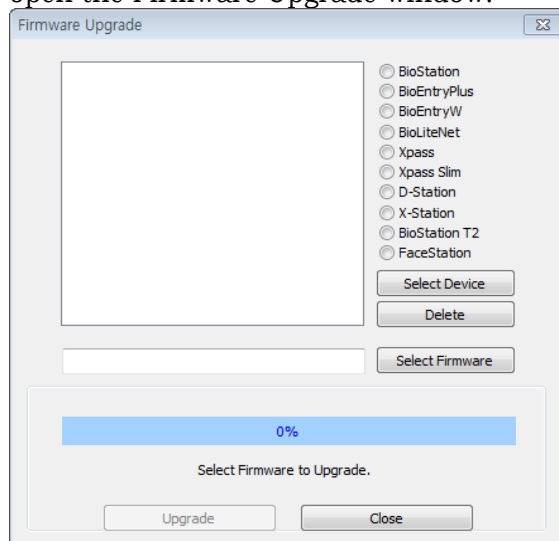 open the Firmware Upgrade window.
Firmware Upgrade
BioStation
BioEntryPlus
BioEntryW
BioLiteNet
Xpass
Xpass Slim
D-Station
X-Station
BioStation T2
FaceStation
Select Device
Delete
Select Firmware
0%
Select Firmware to Upgrade.
Upgrade
Close